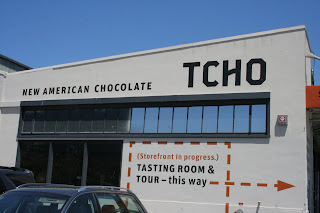 NEW AMERICAN CHOCOLATE TCHO
(Storefront in progress.)
TASTING ROOM &
TOUR – this way